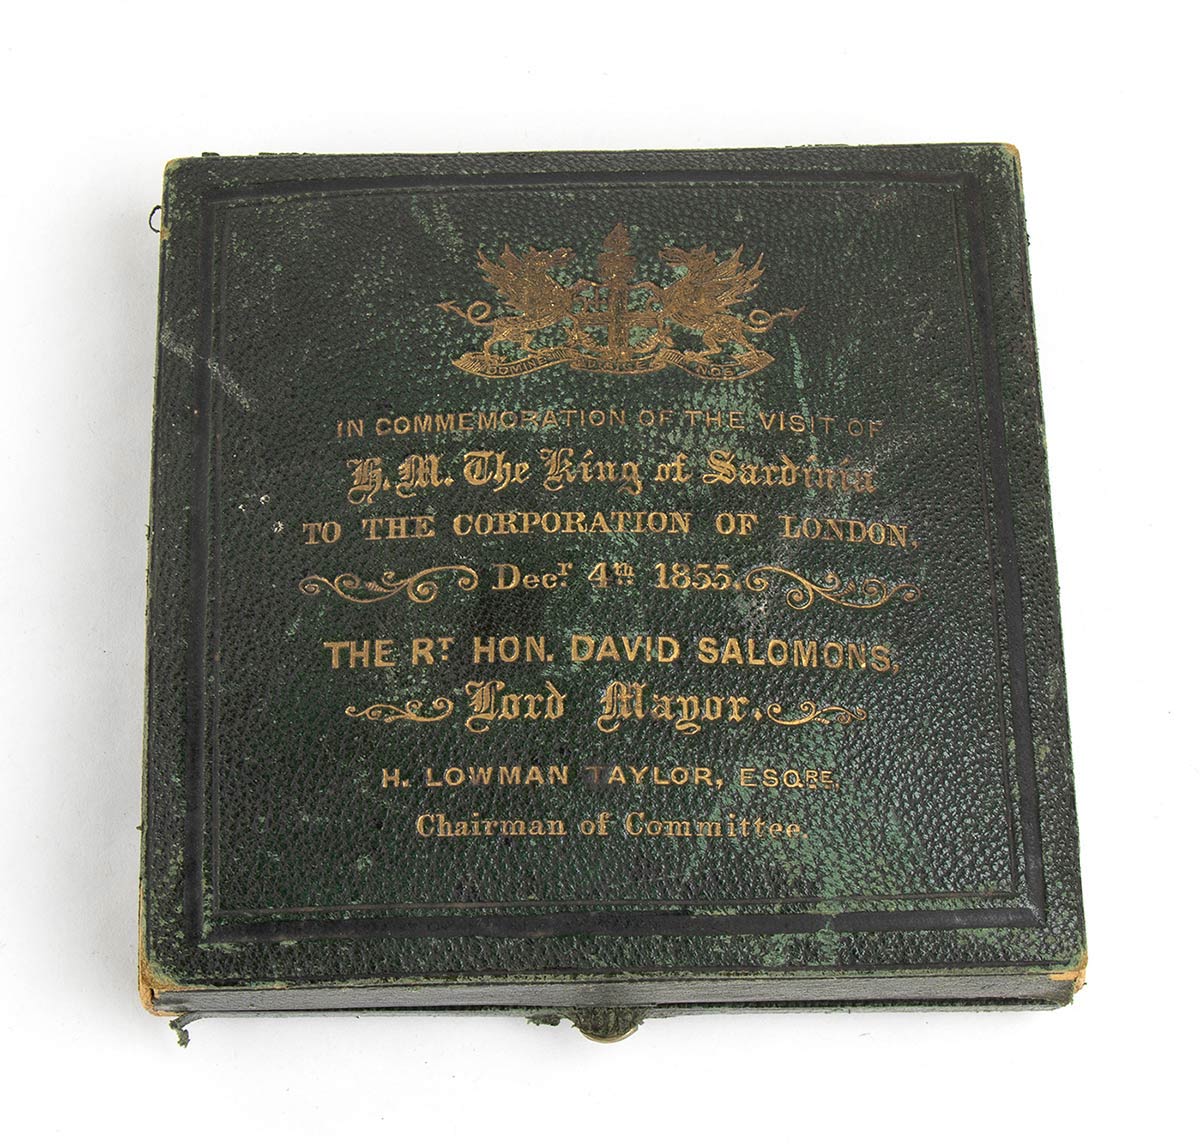 DOMINE DIRIGE NOS
IN COMMEMORATION OF THE VISIT OF
H.M. The King of Sardinia
TO THE CORPORATION OF LONDON.
Decr 4th 1855.
THE RT HON. DAVID SALOMONS,
Lord Mayor.
H. LOWMAN TAYLOR, ESQRE,
Chairman of Committee.